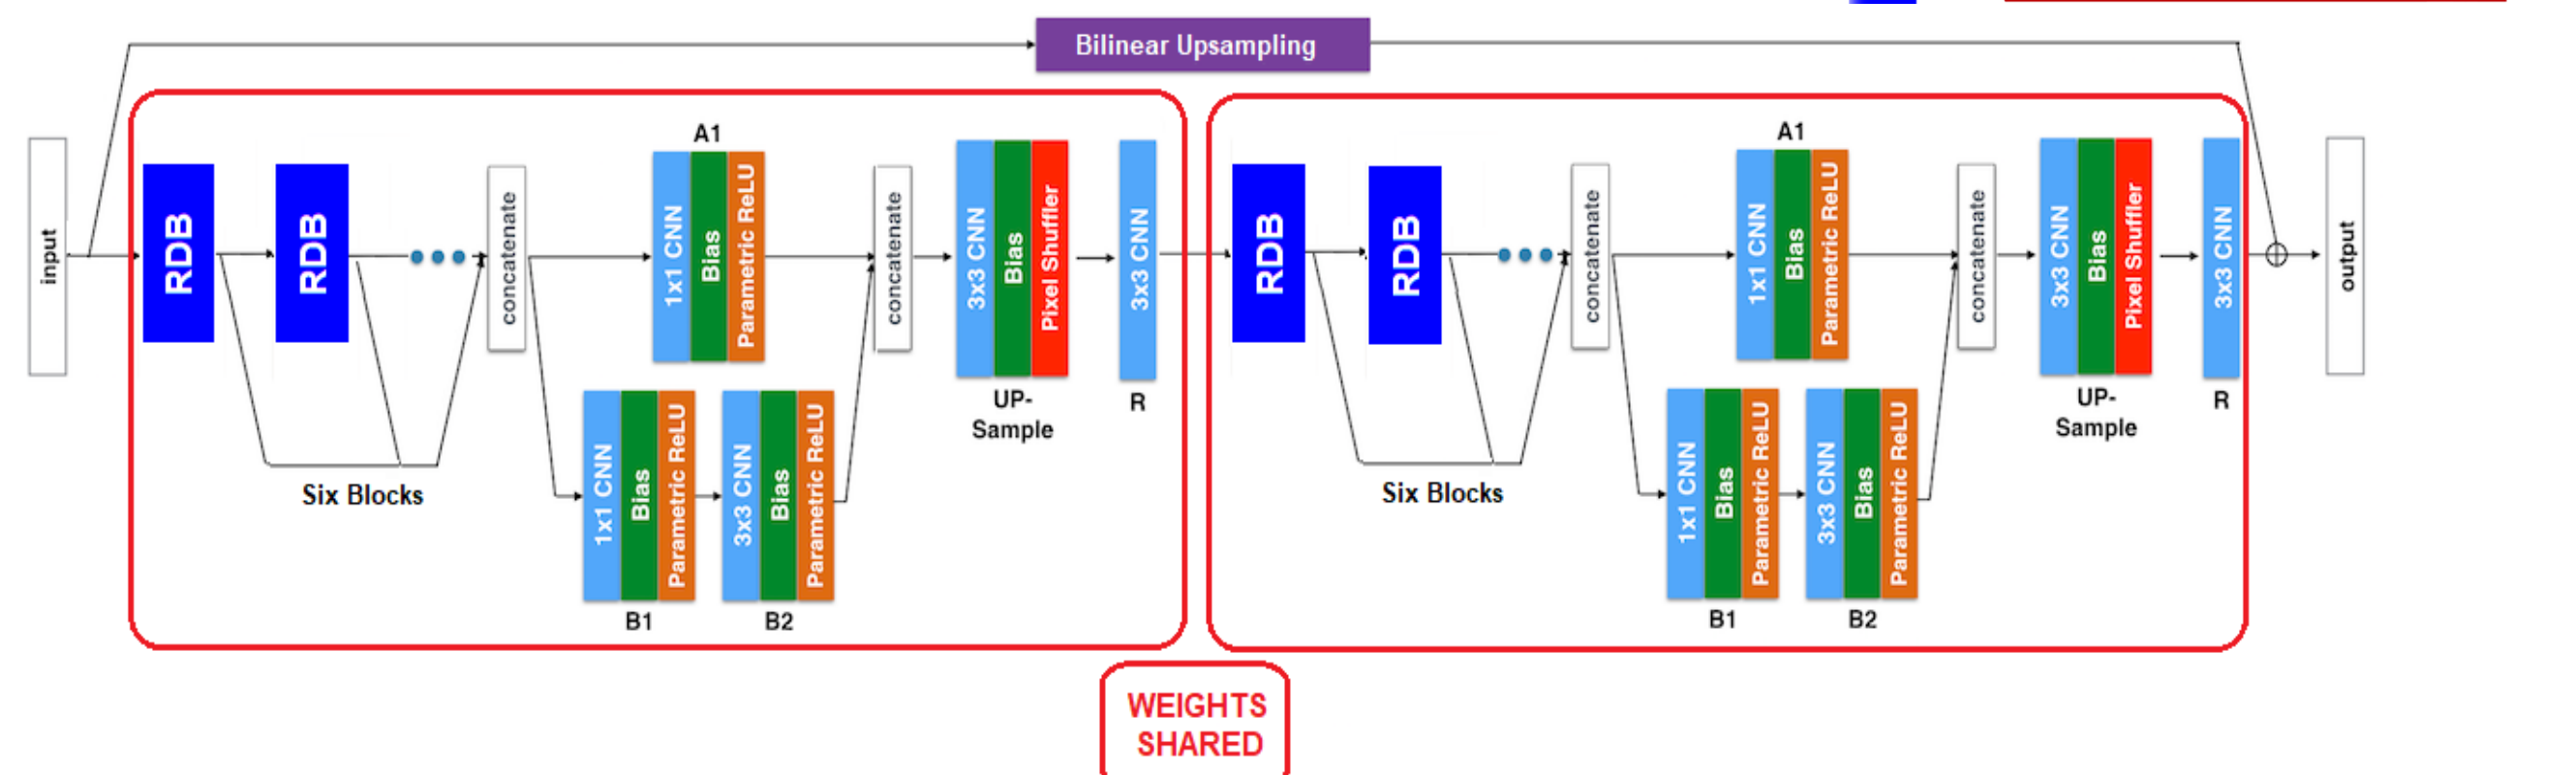 Bilinear Upsampling
input
RDB
RDB
Six Blocks
concatenate
A1
1x1 CNN
Bias
Parametric ReLU
1x1 CNN
Bias
Parametric ReLU
B1
3x3 CNN
Bias
Parametric ReLU
B2
concatenate
3x3 CNN
Bias
Pixel Shuffler
UP-
Sample
3x3 CNN
R
RDB
RDB
Six Blocks
concatenate
A1
1x1 CNN
Bias
Parametric ReLU
1x1 CNN
Bias
Parametric ReLU
B1
3x3 CNN
Bias
Parametric ReLU
B2
concatenate
3x3 CNN
Bias
Pixel Shuffler
UP-
Sample
3x3 CNN
R
output
WEIGHTS
SHARED